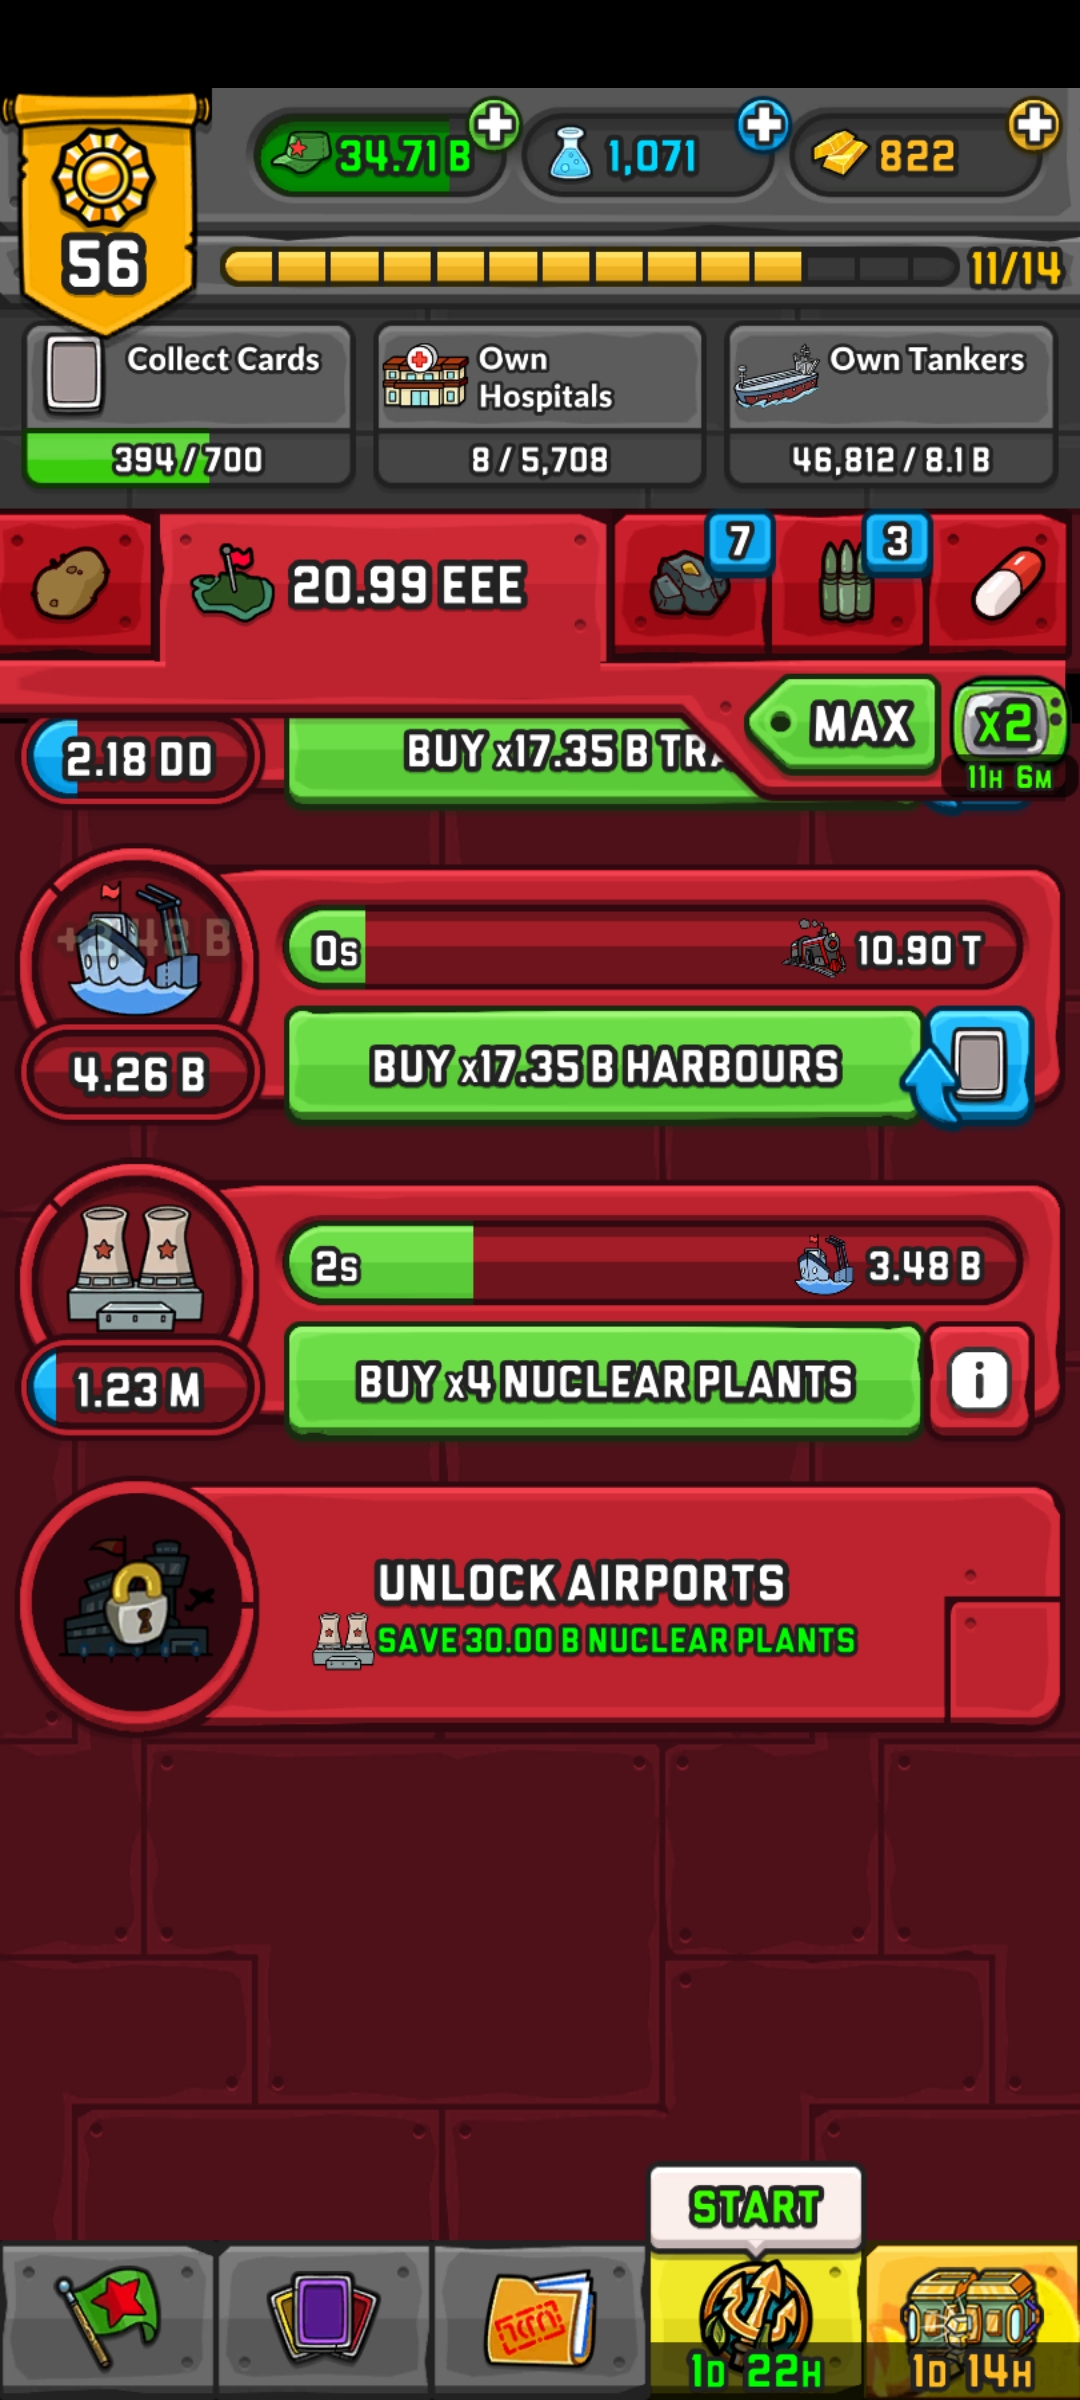 34.71 B
1,071
822
56
11/14
Collect Cards
394/700
Own
Hospitals
8 / 5,708
Own Tankers
46,812 / 8.1 B
20.99 EEE
7
3
MAX
x2
11H 6M
2.18 DD
BUY x17.35 B TR
0s
10.90 T
4.26 B
BUY x17.35 B HARBOURS
2s
3.48 B
1.23 M
BUY x4 NUCLEAR PLANTS
i
UNLOCK AIRPORTS
SAVE 30.00 B NUCLEAR PLANTS
START
1D 22H
1D 14H